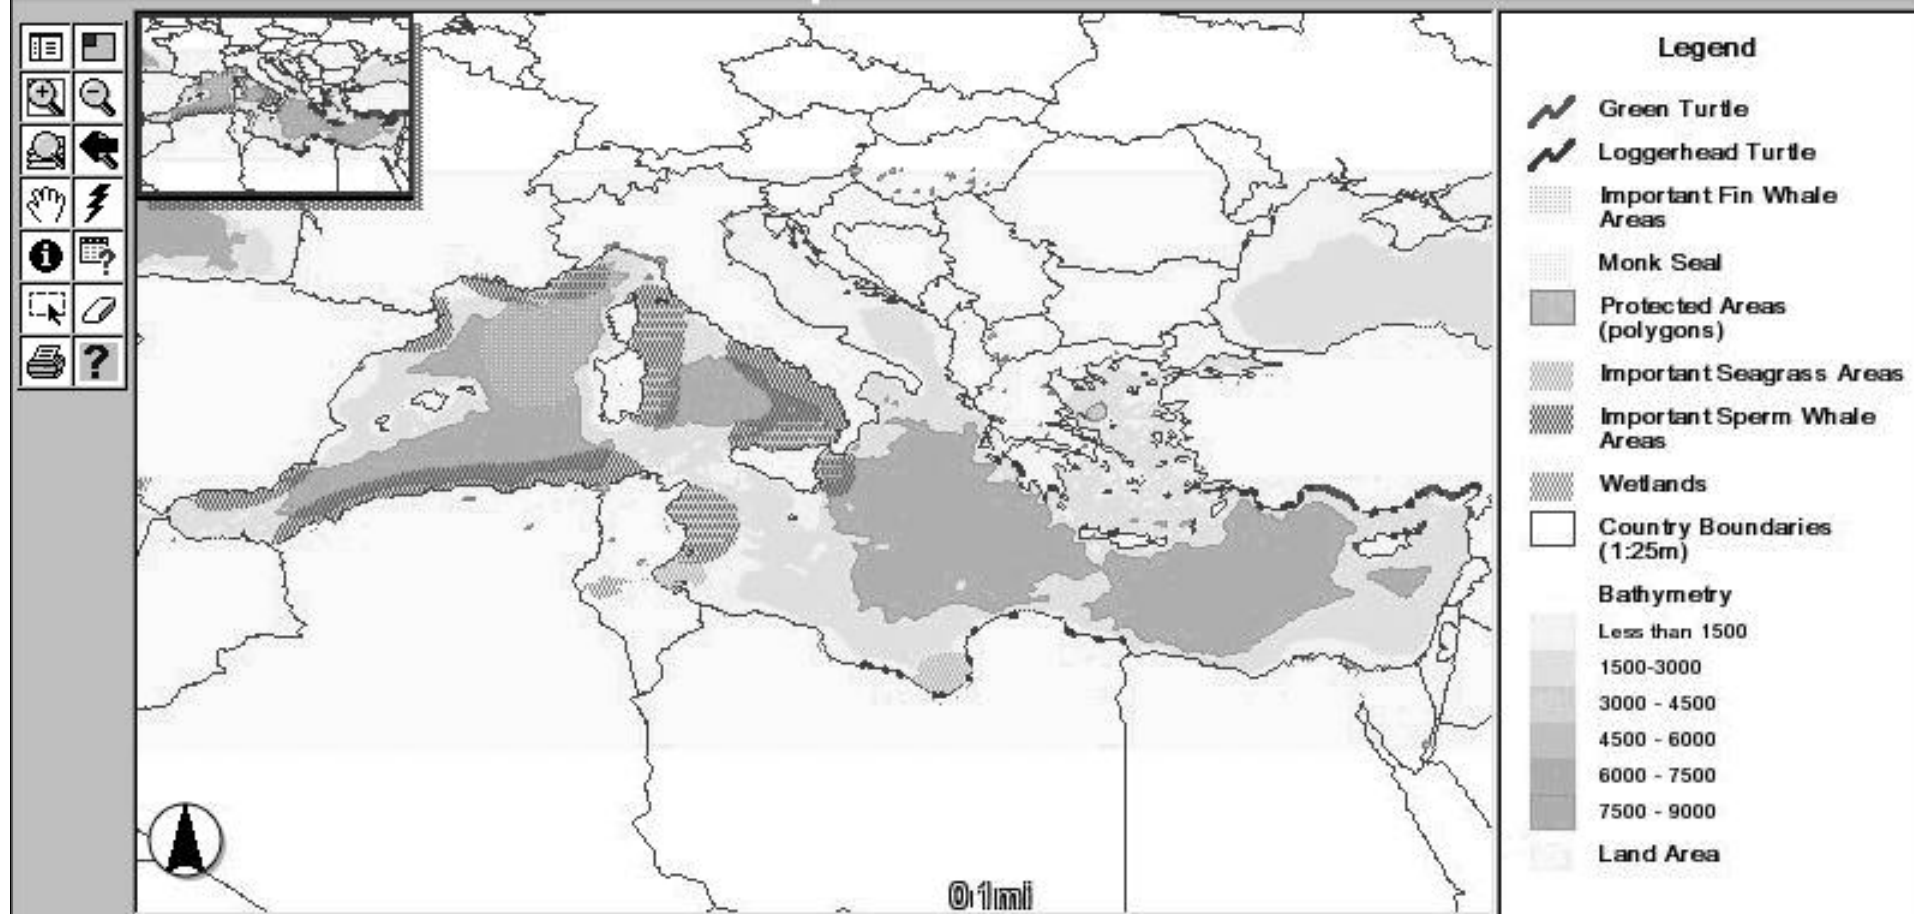 Legend
Green Turtle
Loggerhead Turtle
Important Fin Whale
Areas
Monk Seal
Protected Areas
(polygons)
Important Seagrass Areas
Important Sperm Whale
Areas
Wetlands
Country Boundaries
(1:25m)
Bathymetry
Less than 1500
1500-3000
3000 - 4500
4500 - 6000
6000 - 7500
7500 - 9000
Land Area
0 1mi